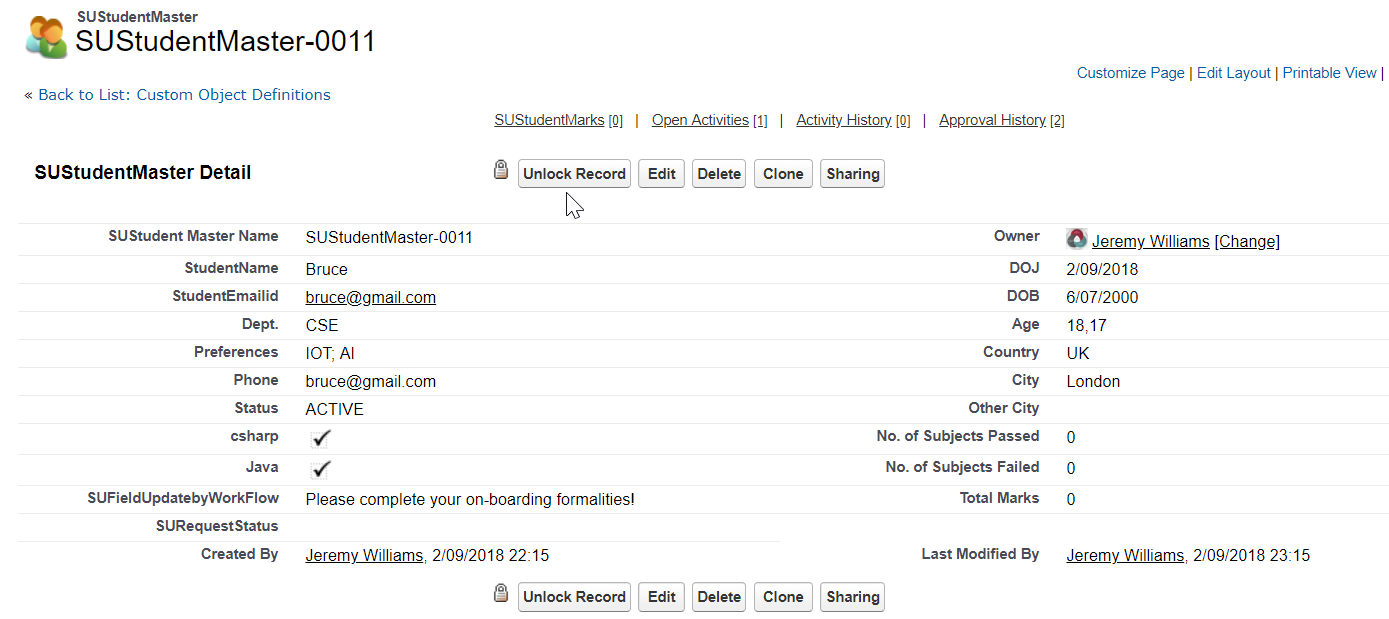 SUStudentMaster
SUStudentMaster-0011
Customize Page | Edit Layout | Printable View |
« Back to List: Custom Object Definitions
SUStudentMarks [0] | Open Activities [1] | Activity History [0] | Approval History [2]
SUStudentMaster Detail Unlock Record Edit Delete Clone Sharing
SUStudent Master Name SUStudentMaster-0011 Owner Jeremy Williams [Change]
StudentName Bruce DOJ 2/09/2018
StudentEmailid bruce@gmail.com DOB 6/07/2000
Dept. CSE Age 18,17
Preferences IOT; AI Country UK
Phone bruce@gmail.com City London
Status ACTIVE Other City
csharp No. of Subjects Passed 0
Java No. of Subjects Failed 0
SUFieldUpdatebyWorkFlow Please complete your on-boarding formalities! Total Marks 0
SURequestStatus
Created By Jeremy Williams, 2/09/2018 22:15 Last Modified By Jeremy Williams, 2/09/2018 23:15
Unlock Record Edit Delete Clone Sharing